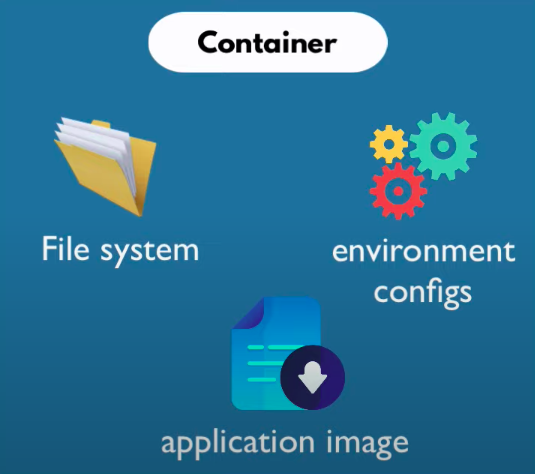 Container
File system
environment
configs
application image